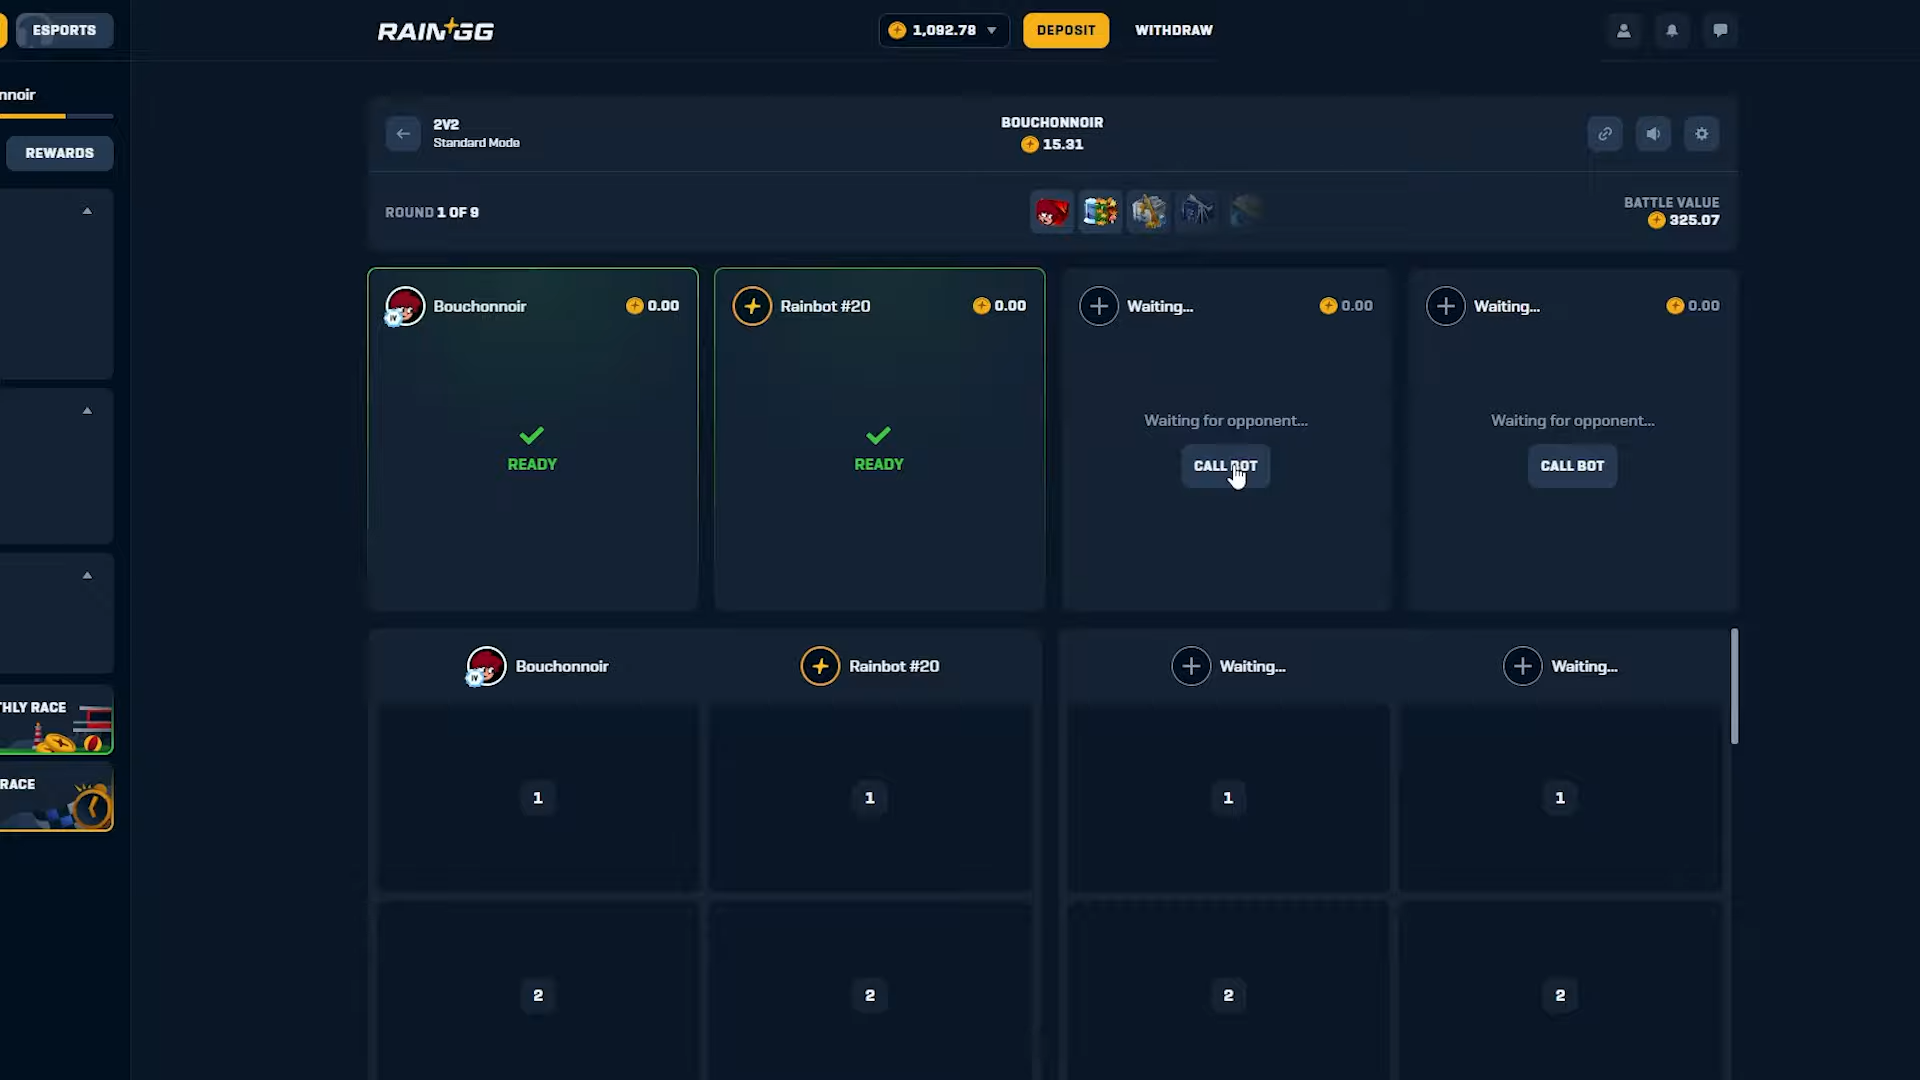 ESPORTS
RAIN GG
1,092.78
DEPOSIT
WITHDRAW
nnoir
REWARDS
2V2
Standard Mode
BOUCHONNOIR
15.31
ROUND 1 OF 9
BATTLE VALUE
325.07
Bouchonnoir
0.00
Rainbot #20
0.00
Waiting...
0.00
Waiting...
0.00
READY
READY
Waiting for opponent...
CALL BOT
Waiting for opponent...
CALL BOT
Bouchonnoir
Rainbot #20
Waiting...
Waiting...
HLY RACE
RACE
1
1
1
1
2
2
2
2